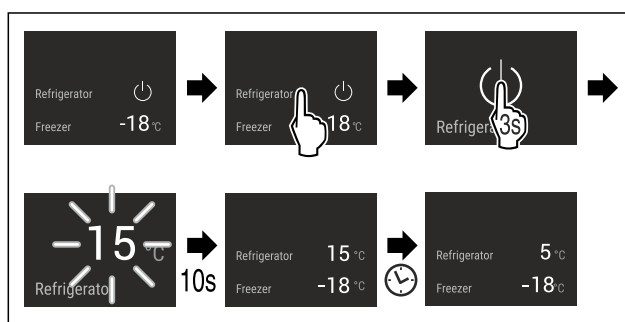 Refrigerator
Freezer -18 °C
Refrigerator
Freezer 18 °C
Refrigera 3s
15 °C
Refrigerato
10s
Refrigerator 15 °C
Freezer -18 °C
Refrigerator 5 °C
Freezer -18°C